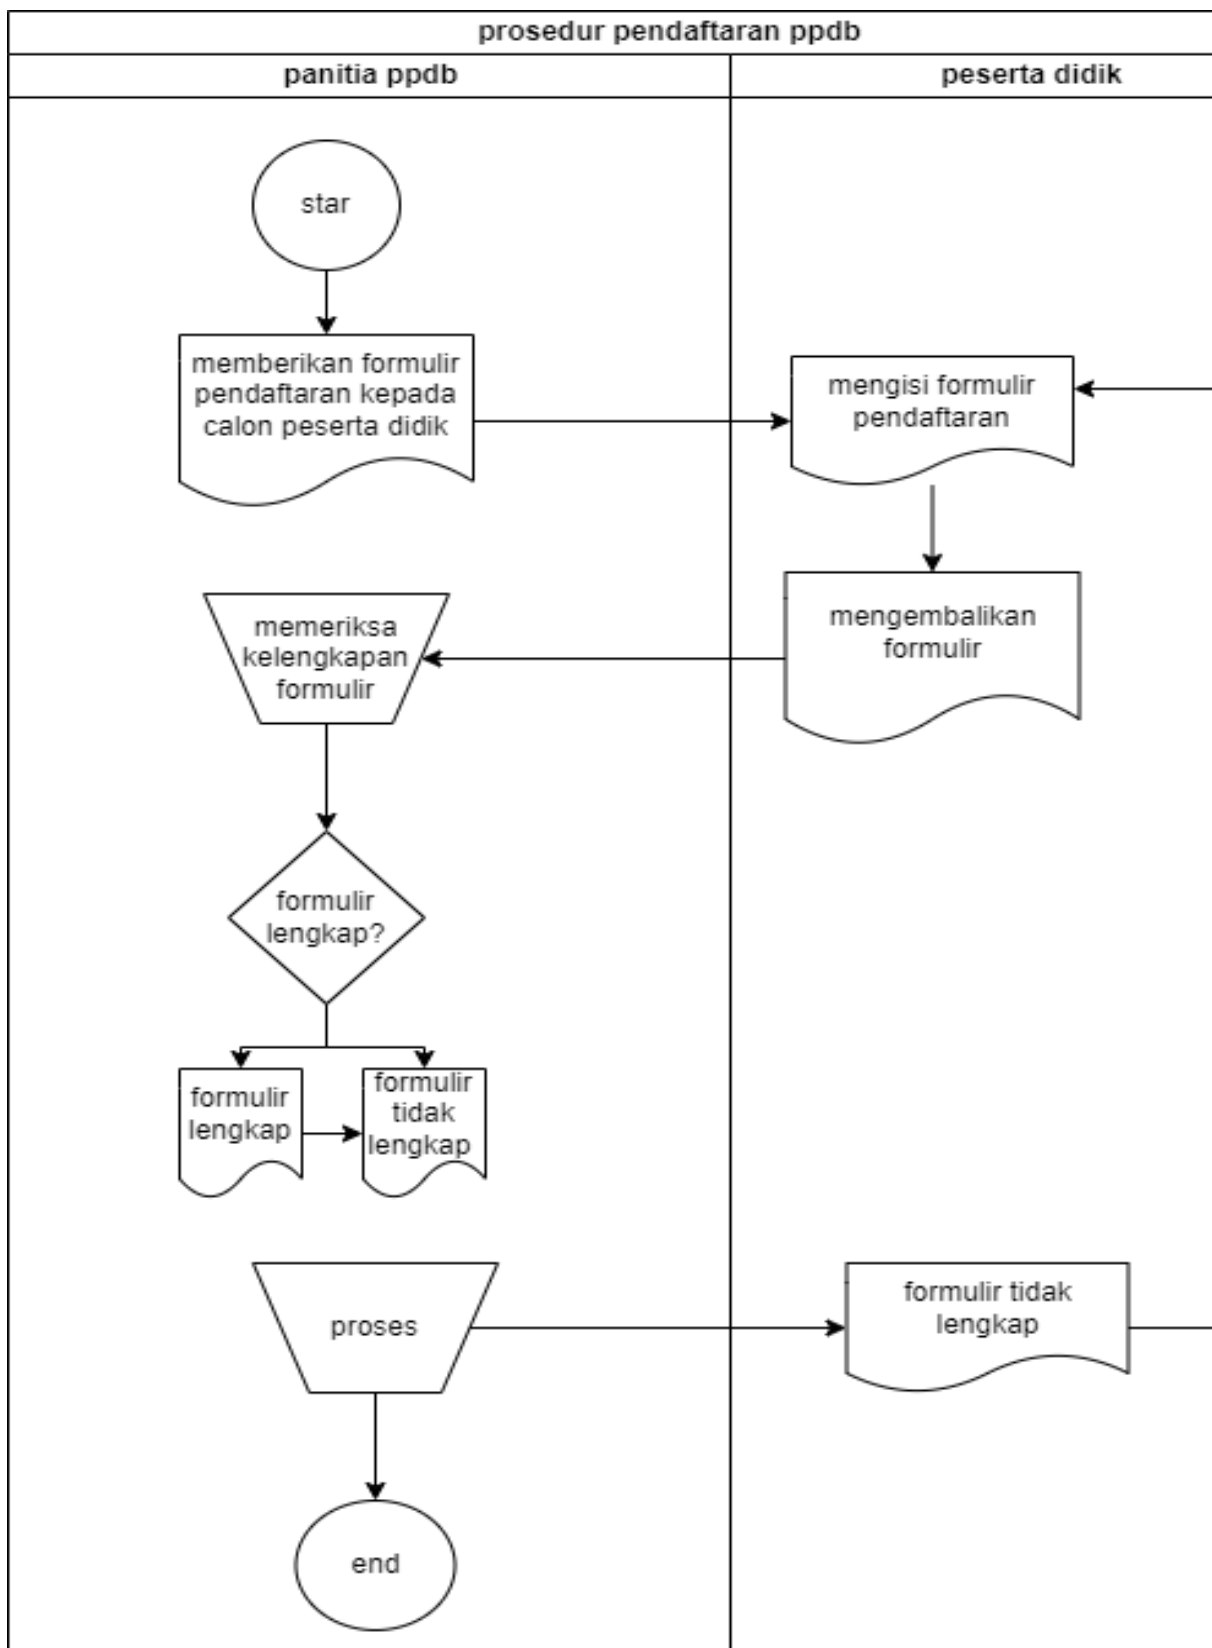 prosedur pendaftaran ppdb
panitia ppdb
peserta didik
star
memberikan formulir
pendaftaran kepada
calon peserta didik
mengisi formulir
pendaftaran
mengembalikan
formulir
memeriksa
kelengkapan
formulir
formulir
lengkap?
formulir
lengkap
formulir
tidak
lengkap
proses
formulir tidak
lengkap
end